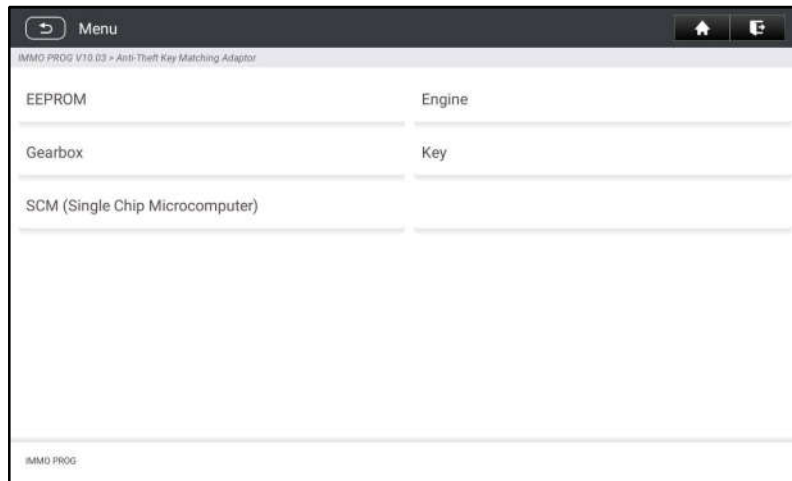 Menu
IMMO PROG V10.03 > Anti-Theft Key Matching Adaptor
EEPROM
Engine
Gearbox
Key
SCM (Single Chip Microcomputer)
IMMO PROG